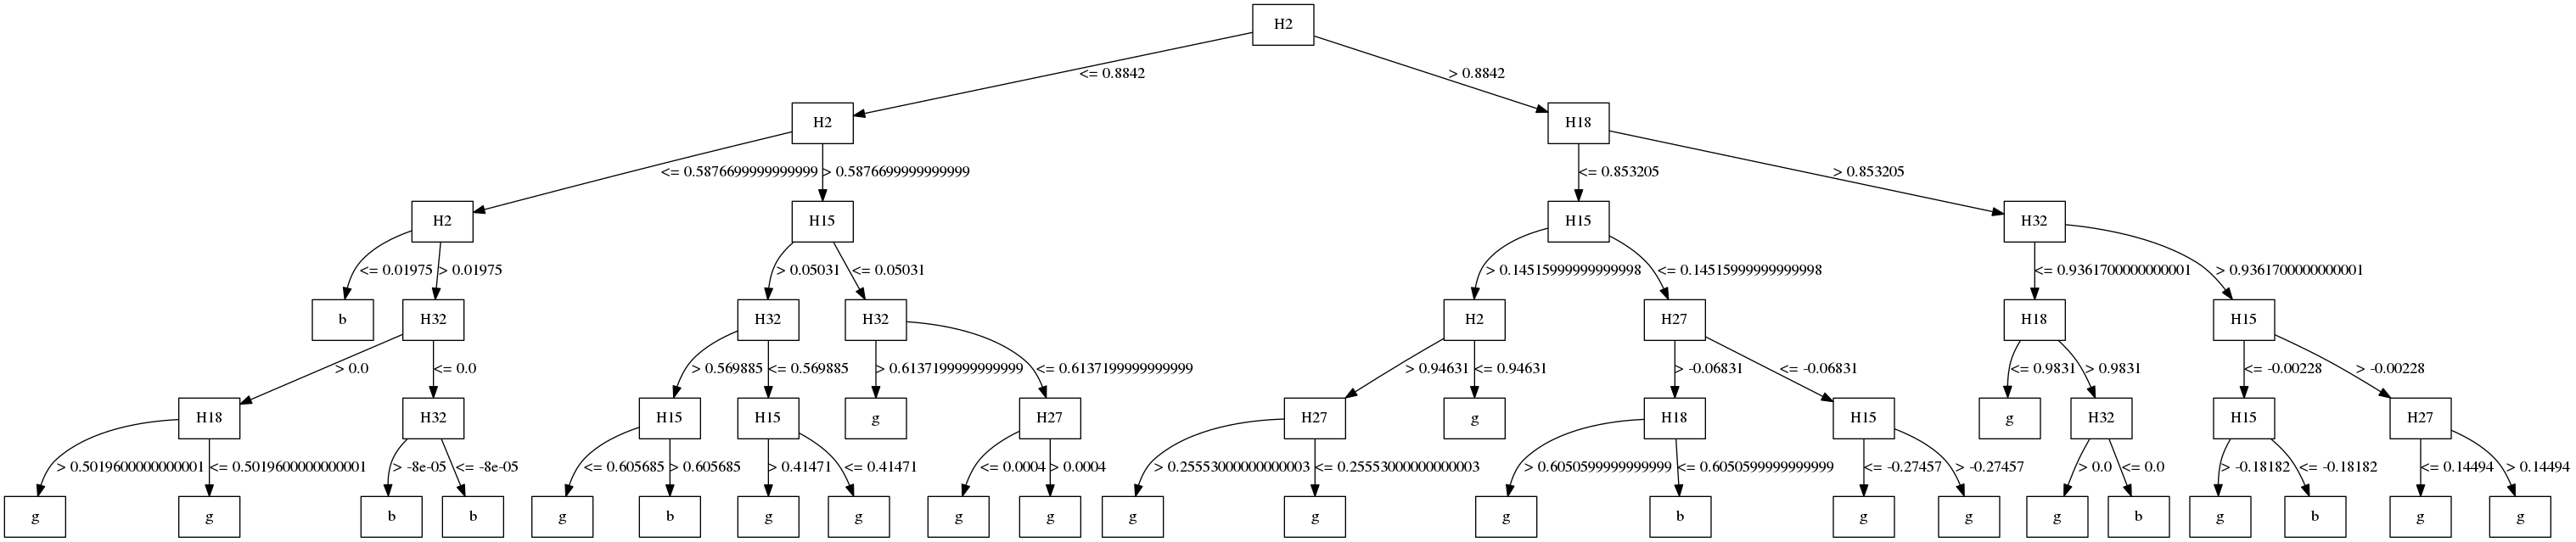 H2
<= 0.8842 > 0.8842
H2 H18
<= 0.5876699999999999 > 0.5876699999999999 <= 0.853205 > 0.853205
H2 H15 H15 H32
<= 0.01975 > 0.01975 > 0.05031 <= 0.05031 > 0.14515999999999998 <= 0.14515999999999998 <= 0.9361700000000001 > 0.9361700000000001
b H32 H32 H32 H2 H27 H18 H15
> 0.0 <= 0.0 > 0.569885 <= 0.569885 > 0.6137199999999999 <= 0.6137199999999999 > 0.94631 <= 0.94631 > -0.06831 <= -0.06831 <= 0.9831 > 0.9831 <= -0.00228 > -0.00228
H18 H32 H15 H15 g H27 H27 g H18 H15 g H32 H15 H27
> 0.5019600000000001 <= 0.5019600000000001 > -8e-05 <= -8e-05 <= 0.605685 > 0.605685 > 0.41471 <= 0.41471 <= 0.0004 > 0.0004 > 0.25553000000000003 <= 0.25553000000000003 > 0.6050599999999999 <= 0.6050599999999999 <= -0.27457 > -0.27457 > 0.0 <= 0.0 > -0.18182 <= -0.18182 <= 0.14494 > 0.14494
g g b b g b g g g g g g g b g g g b g b g g